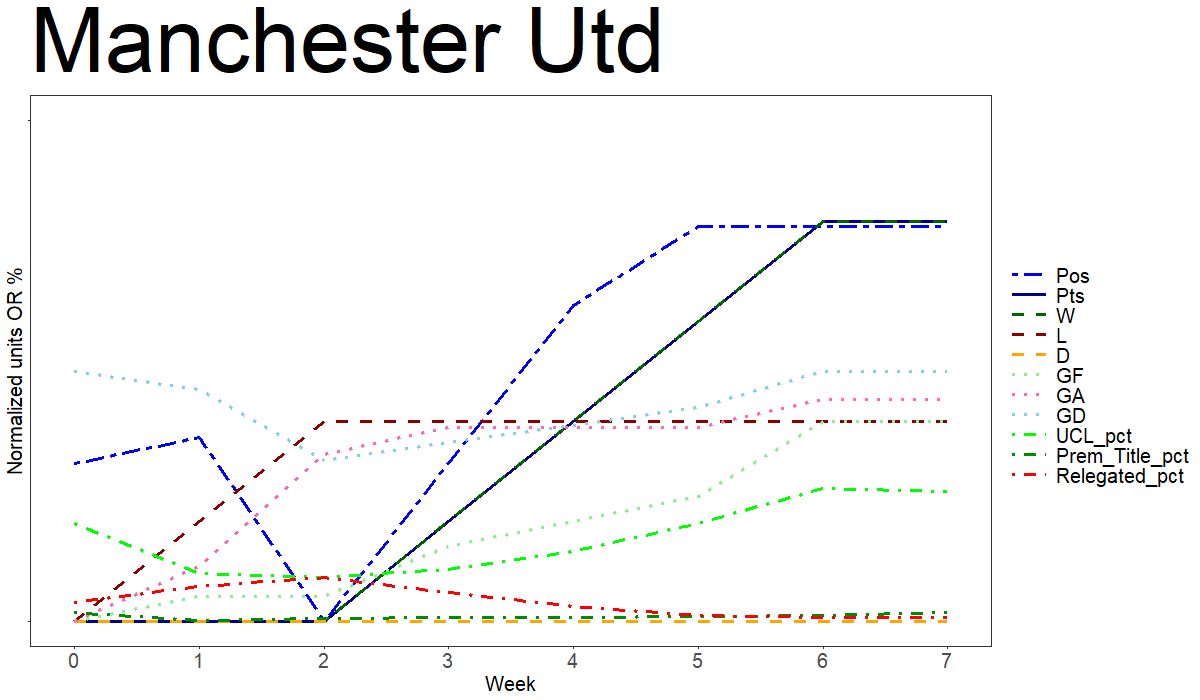 Manchester Utd
Normalized units OR %
0 1 2 3 4 5 6 7
Week
Pos
Pts
W
L
D
GF
GA
GD
UCL_pct
Prem_Title_pct
Relegated_pct